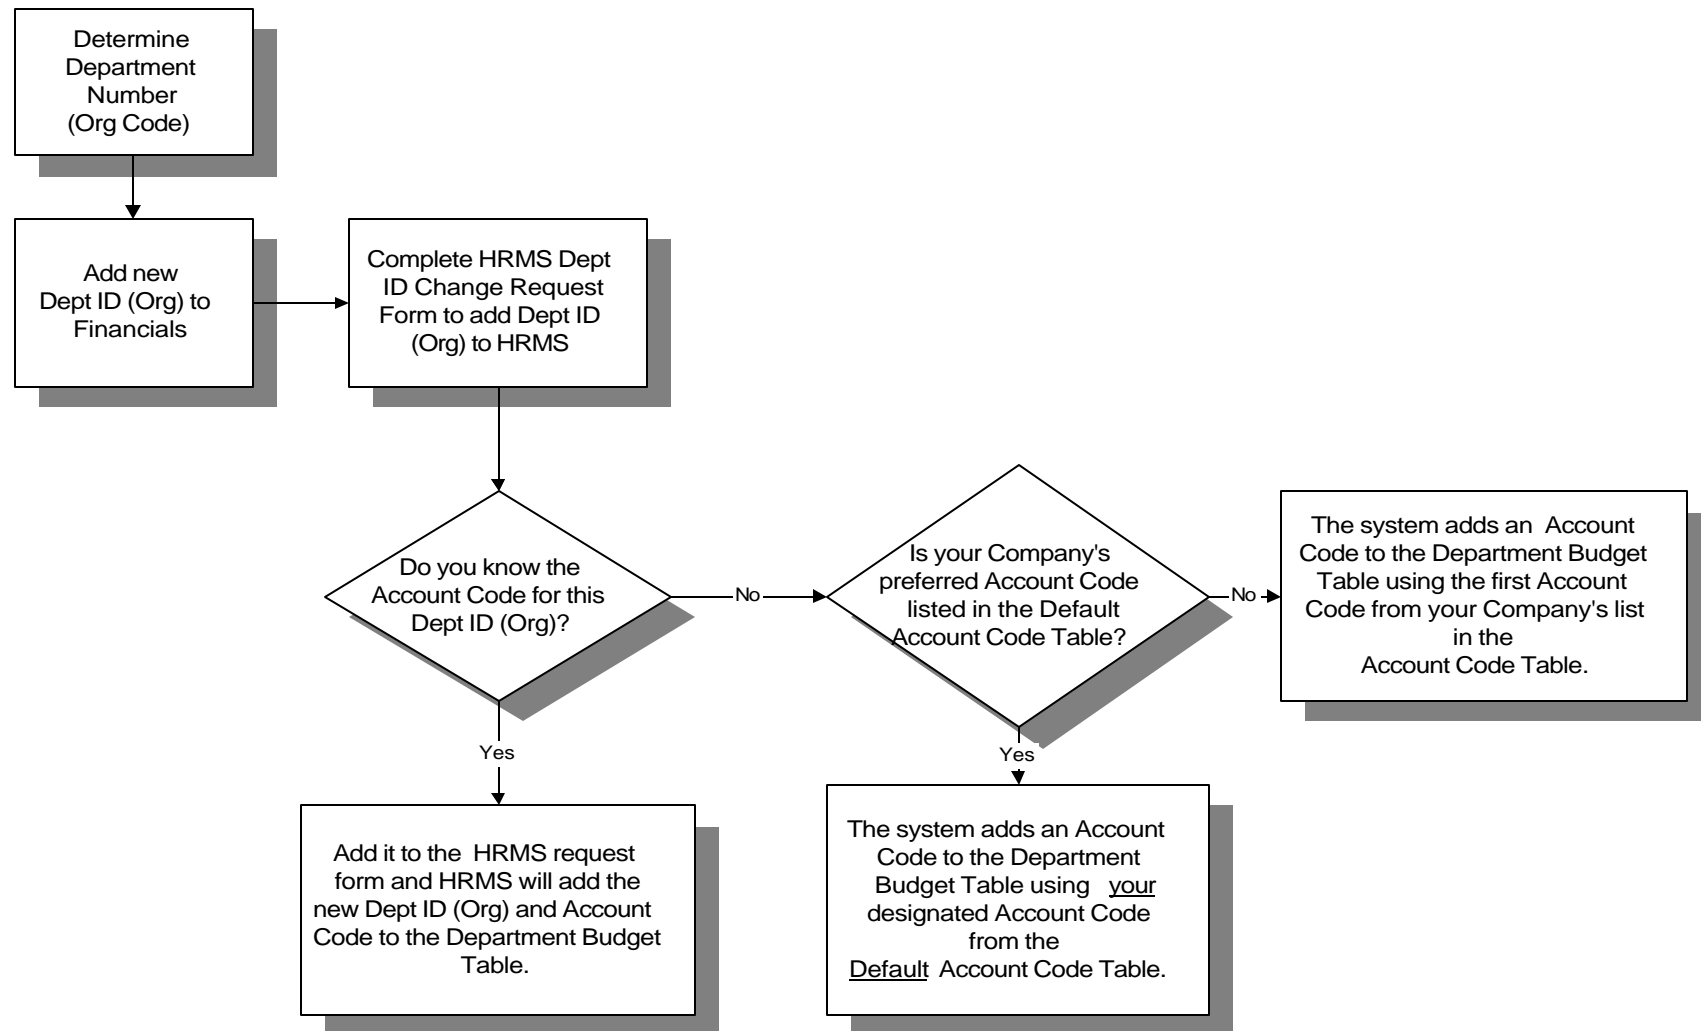 Determine
Department
Number
(Org Code)
Add new
Dept ID (Org) to
Financials
Complete HRMS Dept
ID Change Request
Form to add Dept ID
(Org) to HRMS
Do you know the
Account Code for this
Dept ID (Org)?
No
Is your Company's
preferred Account Code
listed in the Default
Account Code Table?
No
The system adds an Account
Code to the Department Budget
Table using the first Account
Code from your Company's list
in the
Account Code Table.
Yes
Yes
Add it to the HRMS request
form and HRMS will add the
new Dept ID (Org) and Account
Code to the Department Budget
Table.
The system adds an Account
Code to the Department
Budget Table using your
designated Account Code
from the
Default Account Code Table.